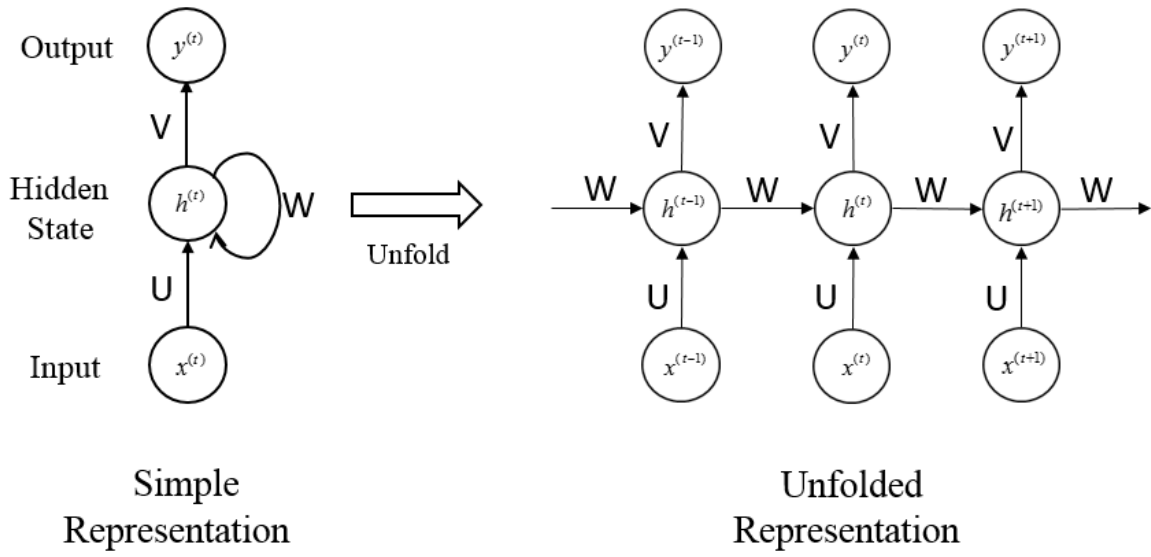 Output
y^(t)
V
Hidden
State
h^(t)
W
U
Input
x^(t)
Simple
Representation
Unfold
y^(t−1) y^(t) y^(t+1)
V V V
W W W W
h^(t−1) h^(t) h^(t+1)
U U U
x^(t−1) x^(t) x^(t+1)
Unfolded
Representation